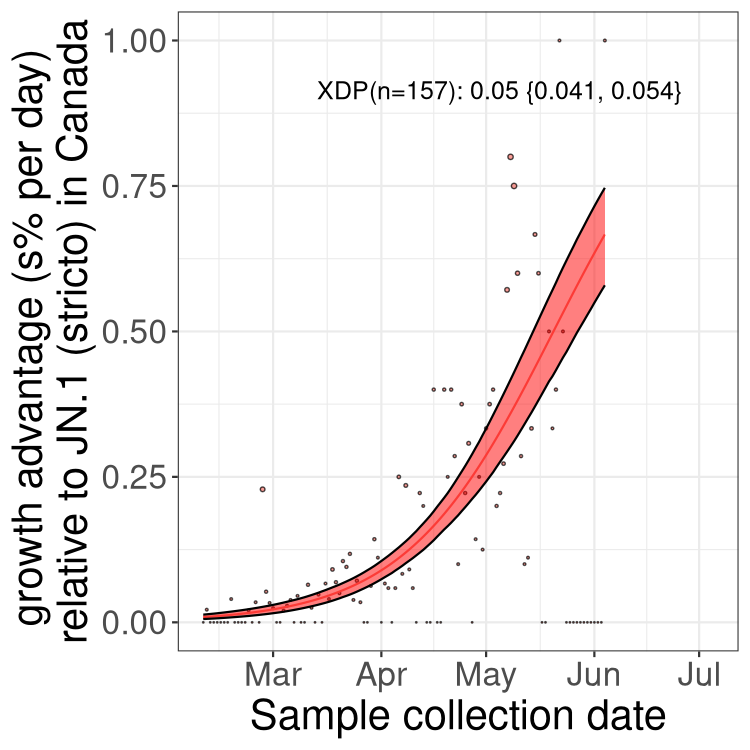 growth advantage (s% per day)
relative to JN.1 (stricto) in Canada
1.00
0.75
0.50
0.25
0.00
XDP(n=157): 0.05 {0.041, 0.054}
Mar Apr May Jun Jul
Sample collection date